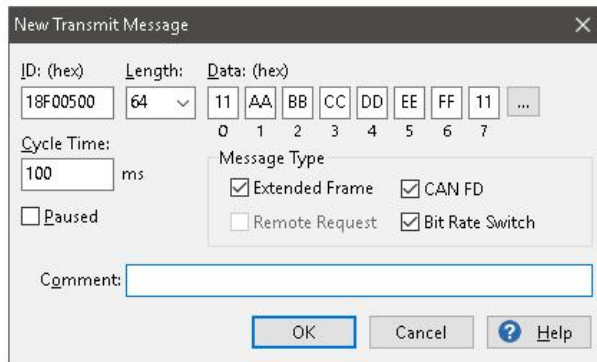 New Transmit Message
ID: (hex) Length: Data: (hex)
18F00500 64 11 AA BB CC DD EE FF 11 ...
0 1 2 3 4 5 6 7
Cycle Time:
100 ms
Message Type
Extended Frame CAN FD
Paused
Remote Request Bit Rate Switch
Comment:
OK Cancel ? Help